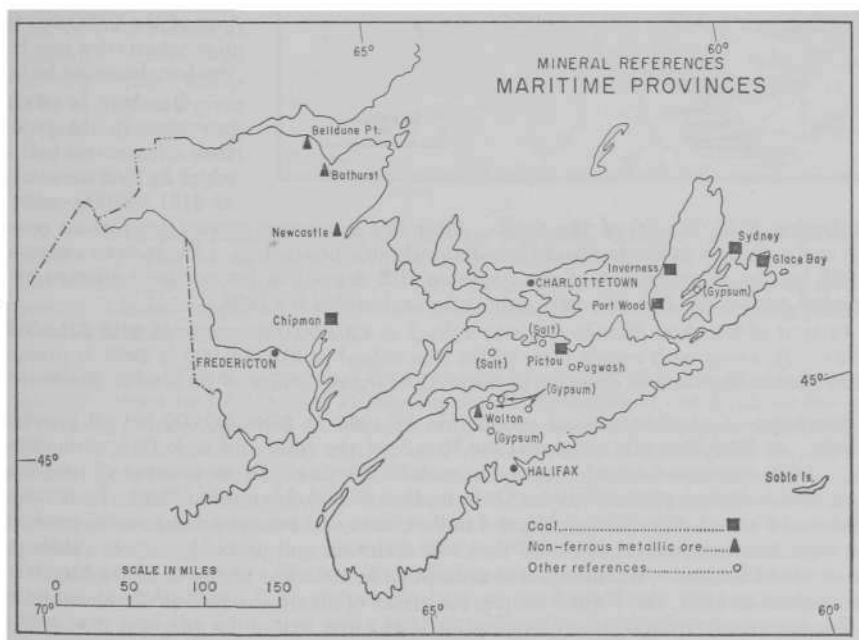 65°
60°
MINERAL REFERENCES
MARITIME PROVINCES
Belldune Pt.
Bathurst
Newcastle
Sydney
Glace Bay
Inverness
CHARLOTTETOWN
(Gypsum)
Port Wood
Chipman
(Salt)
FREDERICTON
(Salt)
Pictou
Pugwash
45°
(Gypsum)
Walton
(Gypsum)
45°
HALIFAX
Sable Is.
Coal
Non-ferrous metallic ore
Other references
SCALE IN MILES
0 50 100 150
70°
65°
60°